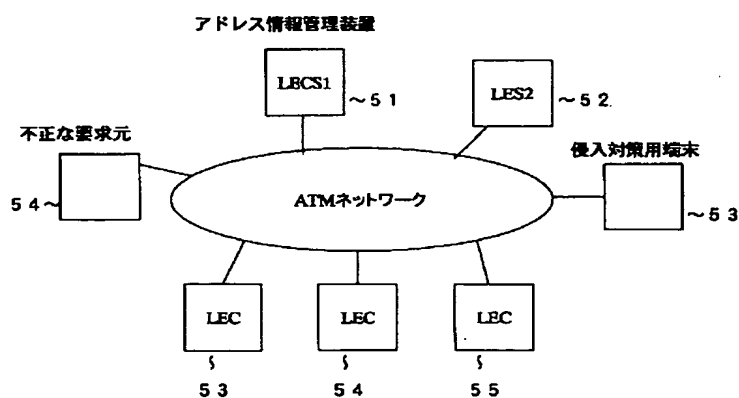 アドレス情報管理装置
LECS1
～51
LES2
～52
不正な要求元
54～
侵入対策用端末
～53
ATMネットワーク
LEC
LEC
LEC
～
～
～
53
54
55